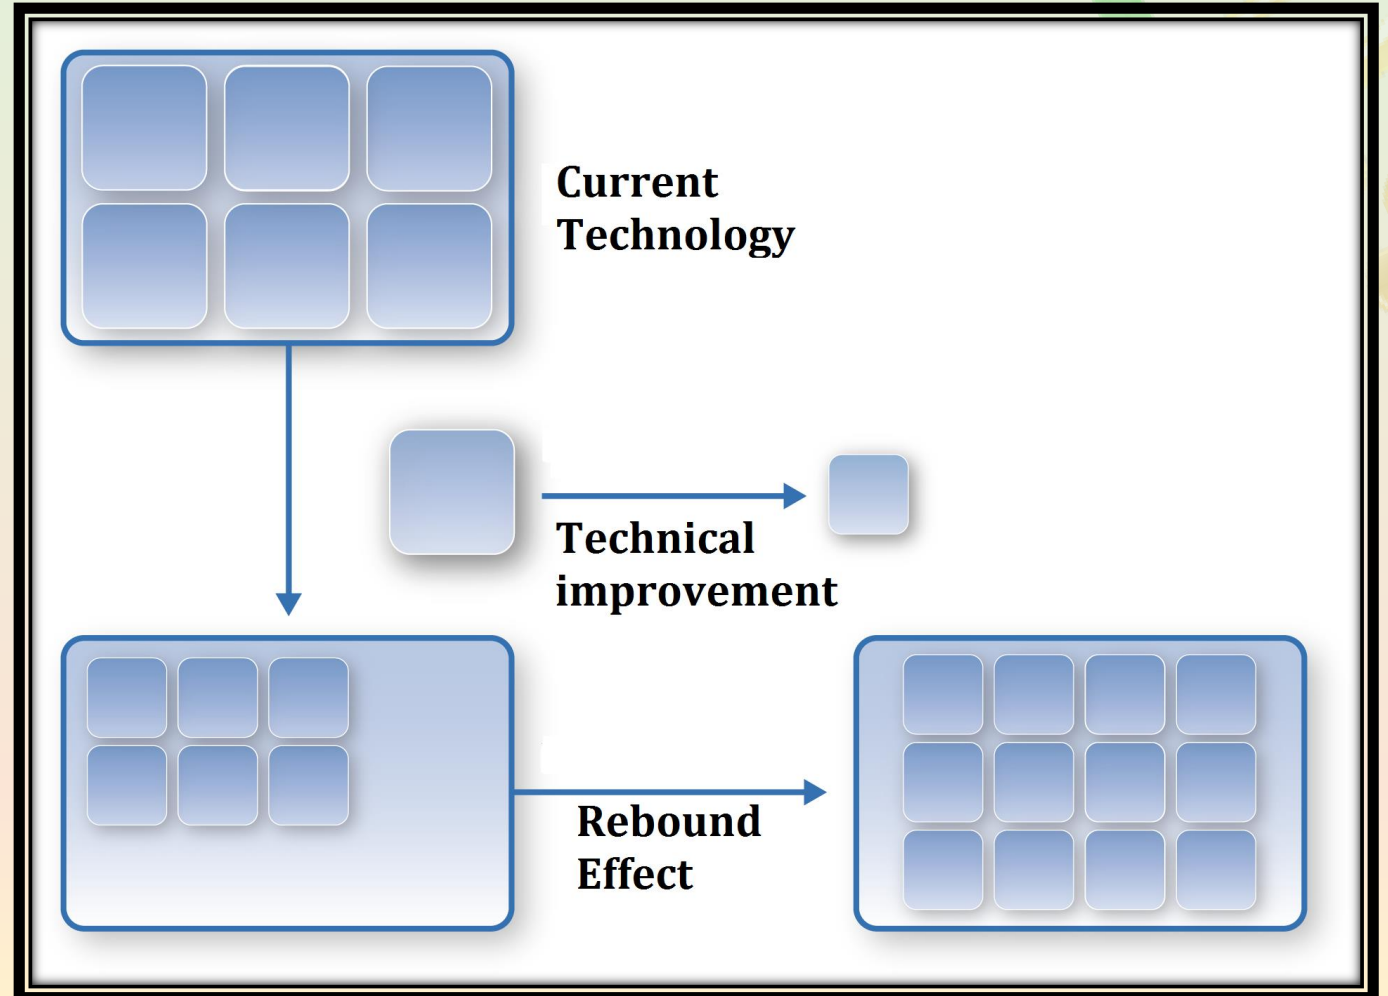 Current
Technology
Technical
improvement
Rebound
Effect